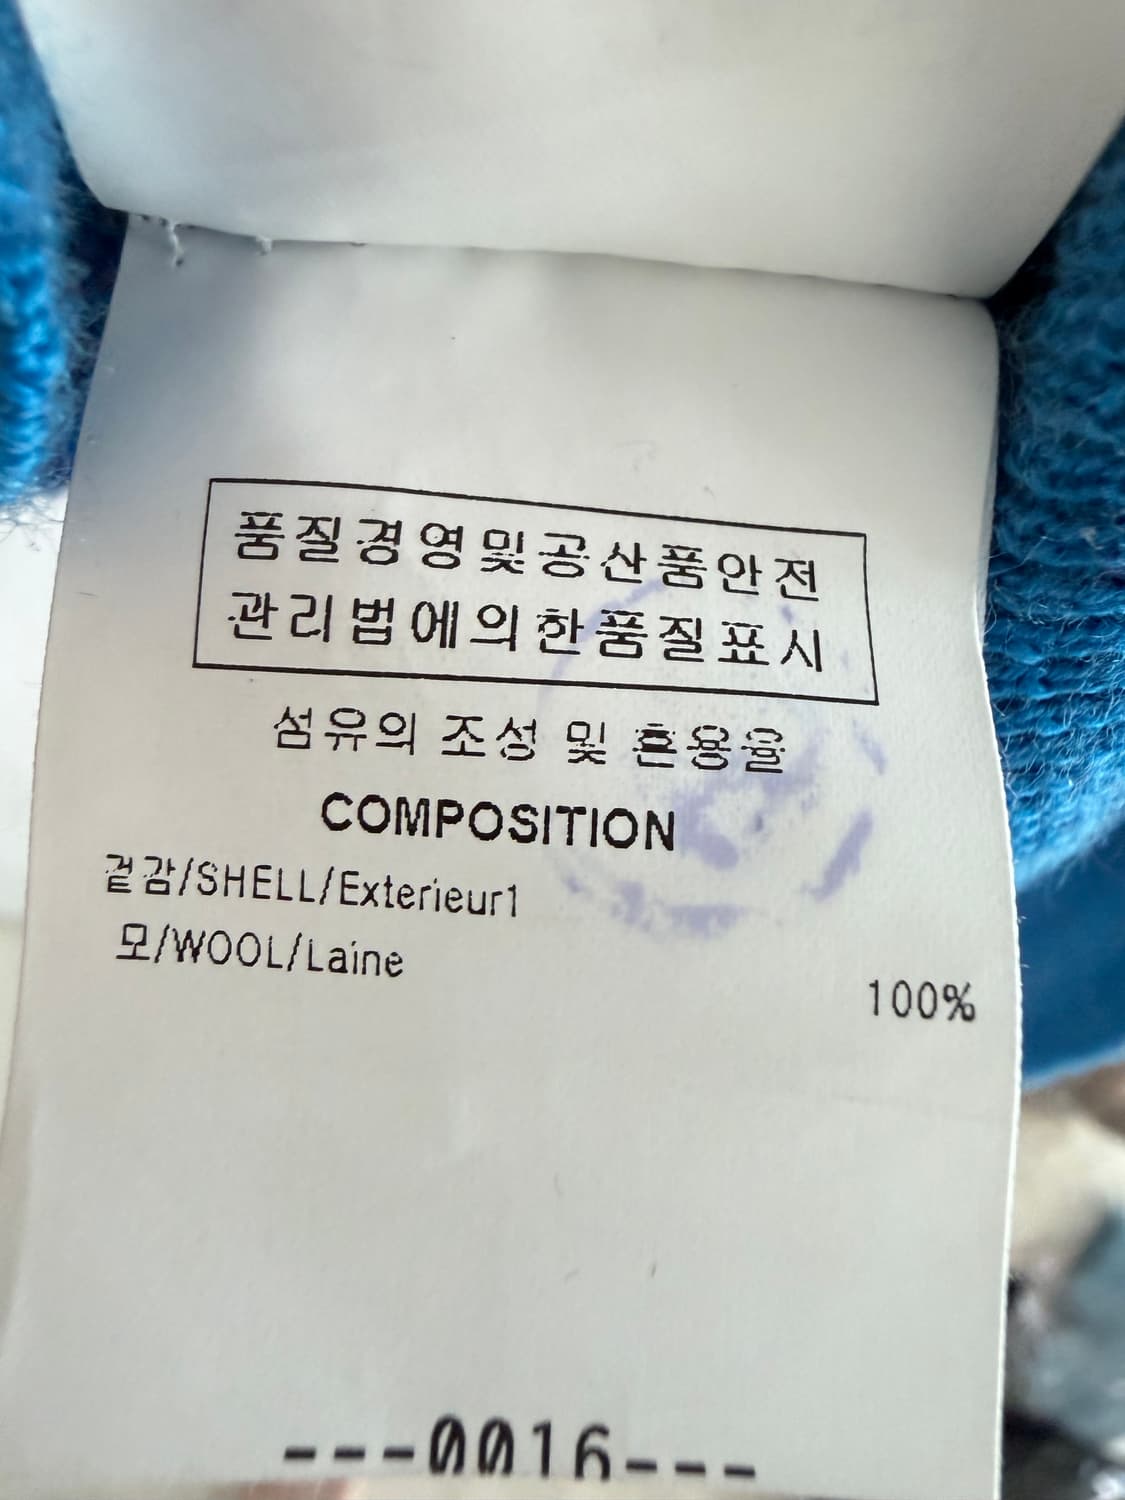 품질경영및공산품안전
관리법에의한품질표시
섬유의 조성 및 혼용율
COMPOSITION
겉감/SHELL/Exterieur1
모/WOOL/Laine
100%
---0016---